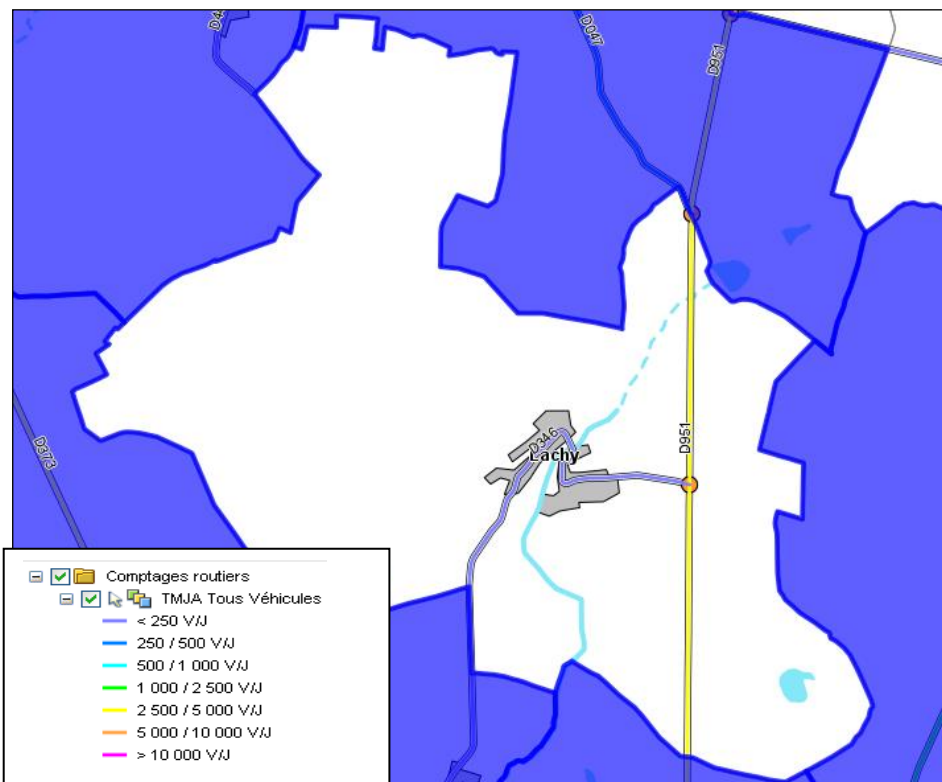 D047
D951
D373
D346
Lachy
D951
Comptages routiers
TMJA Tous Véhicules
< 250 V/J
250 / 500 V/J
500 / 1 000 V/J
1 000 / 2 500 V/J
2 500 / 5 000 V/J
5 000 / 10 000 V/J
> 10 000 V/J